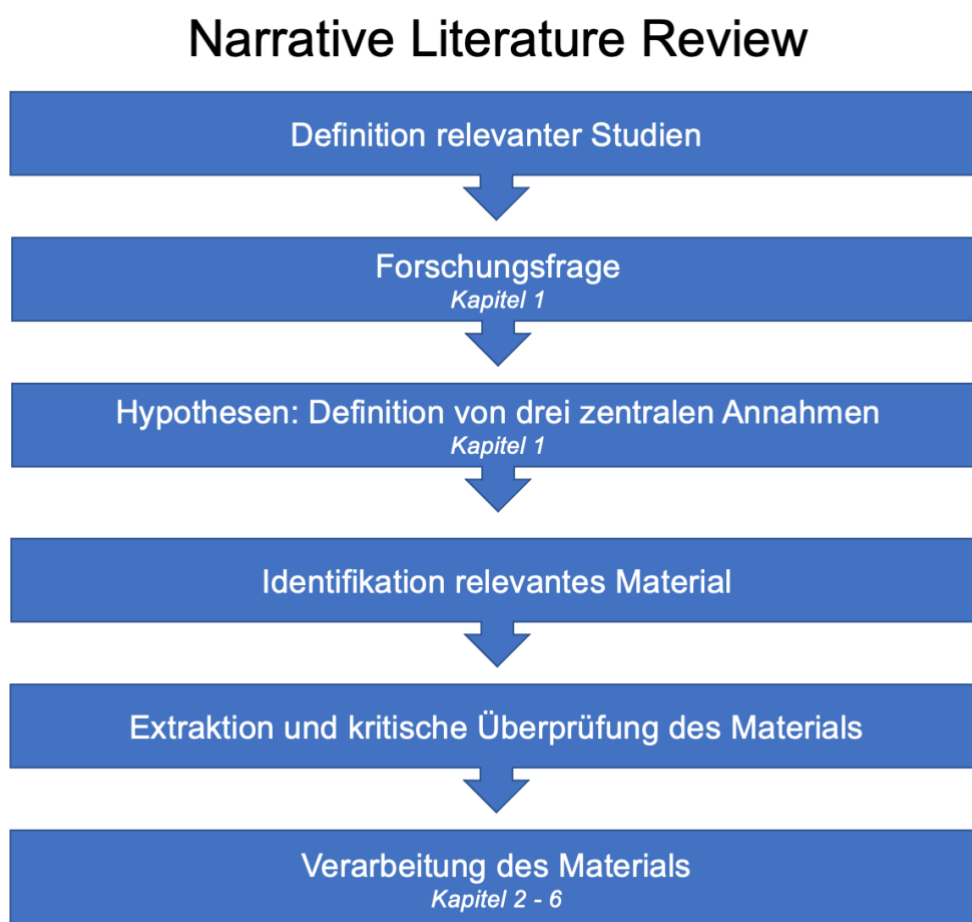 Narrative Literature Review
Definition relevanter Studien
Forschungsfrage
Kapitel 1
Hypothesen: Definition von drei zentralen Annahmen
Kapitel 1
Identifikation relevantes Material
Extraktion und kritische Überprüfung des Materials
Verarbeitung des Materials
Kapitel 2 - 6